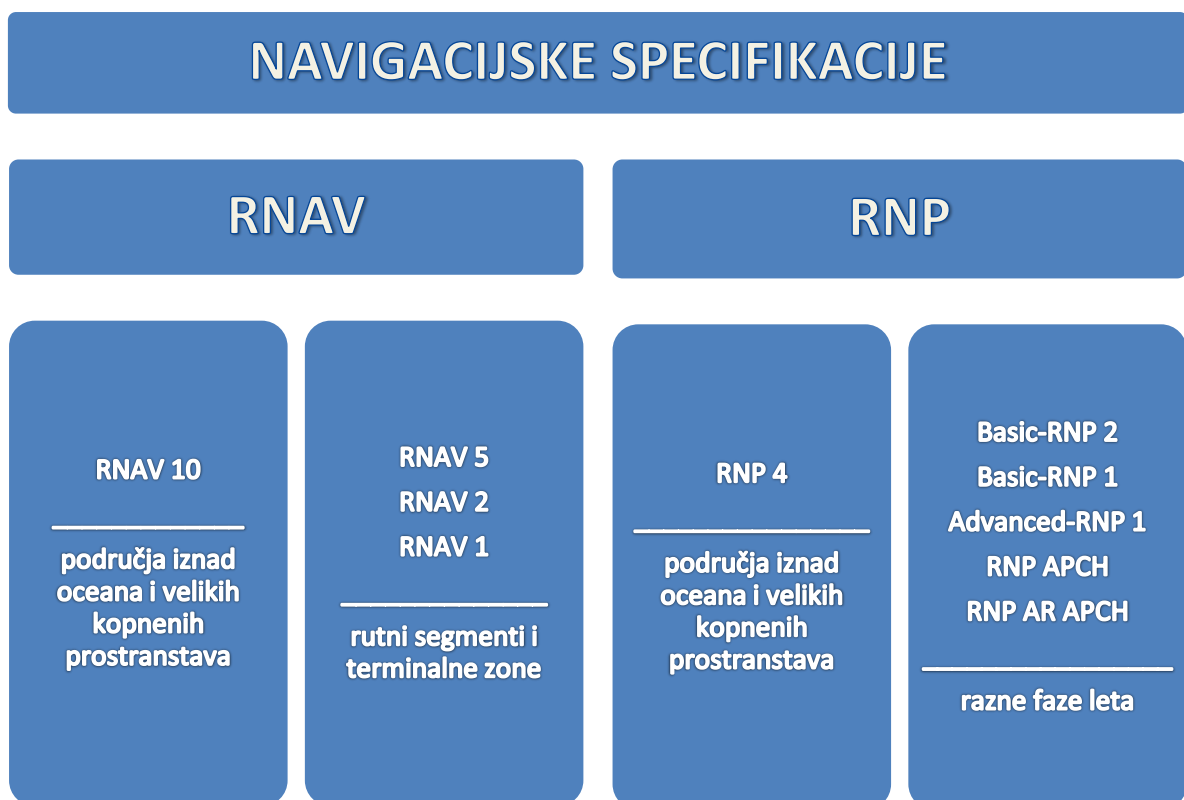 NAVIGACIJSKE SPECIFIKACIJE
RNAV
RNP
RNAV 10
područja iznad
oceana i velikih
kopnenih
prostranstava
RNAV 5
RNAV 2
RNAV 1
rutni segmenti i
terminalne zone
RNP 4
područja iznad
oceana i velikih
kopnenih
prostranstava
Basic-RNP 2
Basic-RNP 1
Advanced-RNP 1
RNP APCH
RNP AR APCH
razne faze leta